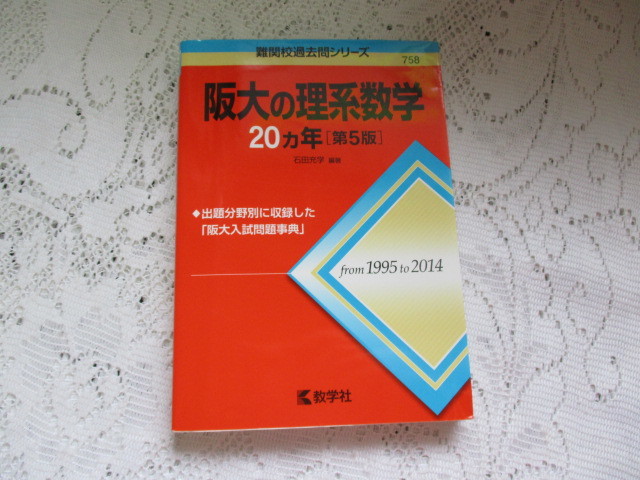 難関校過去問シリーズ
758
阪大の理系数学
20カ年[第5版]
石田充学 編著
◆出題分野別に収録した
「阪大入試問題事典」
from 1995 to 2014
教学社